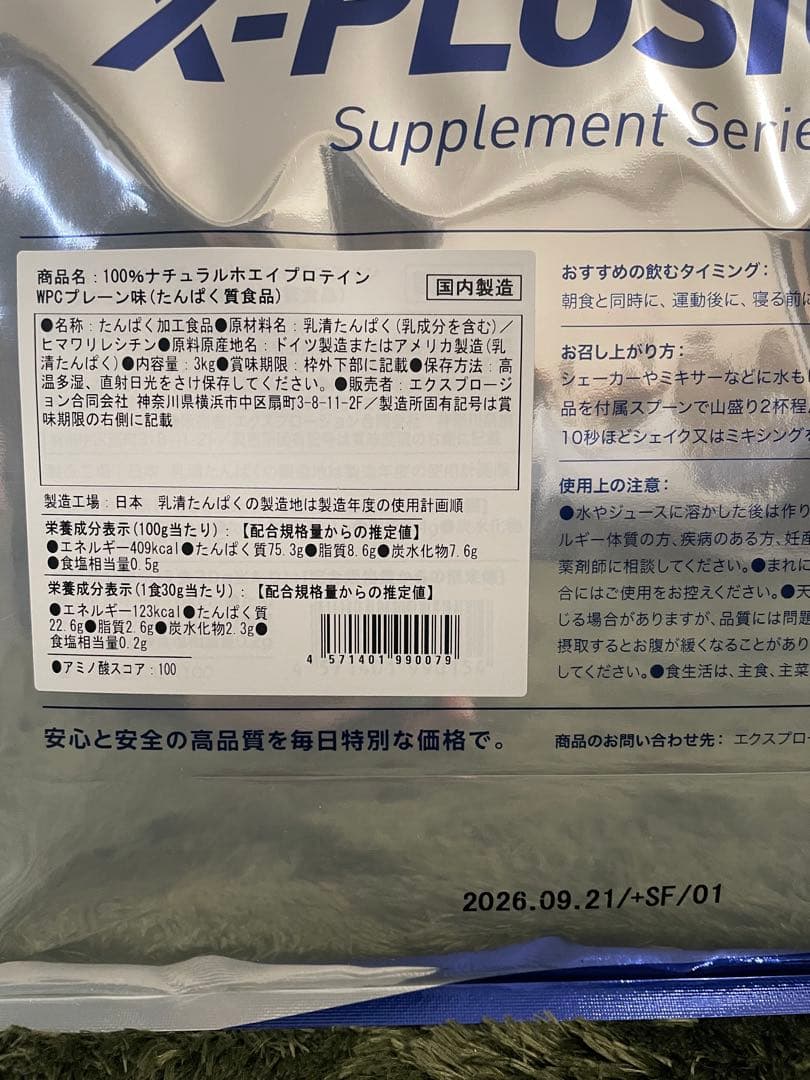 X-PLOSI
Supplement Serie
商品名：100%ナチュラルホエイプロテイン
WPCプレーン味(たんぱく質食品)
国内製造
●名称：たんぱく加工食品●原材料名：乳清たんぱく(乳成分を含む)／
ヒマワリレシチン●原料原産地名：ドイツ製造またはアメリカ製造(乳
清たんぱく)●内容量：3kg●賞味期限：枠外下部に記載●保存方法：高
温多湿、直射日光をさけ保存してください。●販売者：エクスプロージ
ョン合同会社 神奈川県横浜市中区扇町3-8-11-2F／製造所固有記号は賞
味期限の右側に記載
製造工場：日本 乳清たんぱくの製造地は製造年度の使用計画順
栄養成分表示(100g当たり)：【配合規格量からの推定値】
●エネルギー409kcal●たんぱく質75.3g●脂質8.6g●炭水化物7.6g
●食塩相当量0.5g
栄養成分表示(1食30g当たり)：【配合規格量からの推定値】
●エネルギー123kcal●たんぱく質
22.6g●脂質2.6g●炭水化物2.3g●
食塩相当量0.2g
●アミノ酸スコア：100
4 571401 990079
おすすめの飲むタイミング：
朝食と同時に、運動後に、寝る前に
お召し上がり方：
シェーカーやミキサーなどに水も
品を付属スプーンで山盛り2杯程
10秒ほどシェイク又はミキシングを
使用上の注意：
●水やジュースに溶かした後は作り
ルギー体質の方、疾病のある方、妊産
薬剤師に相談してください。●まれに
合にはご使用をお控えください。●天
じる場合がありますが、品質には問題
摂取するとお腹が緩くなることがあり
してください。●食生活は、主食、主菜
安心と安全の高品質を毎日特別な価格で。
商品のお問い合わせ先：エクスプロー
2026.09.21/+SF/01